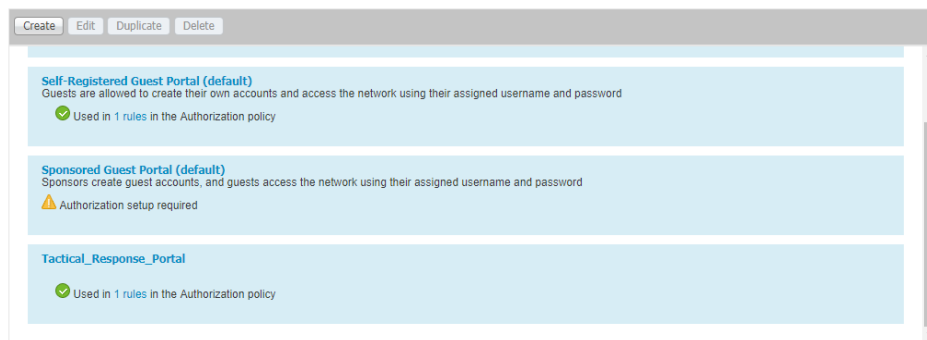 Create Edit Duplicate Delete
Self-Registered Guest Portal (default)
Guests are allowed to create their own accounts and access the network using their assigned username and password
Used in 1 rules in the Authorization policy
Sponsored Guest Portal (default)
Sponsors create guest accounts, and guests access the network using their assigned username and password
Authorization setup required
Tactical_Response_Portal
Used in 1 rules in the Authorization policy